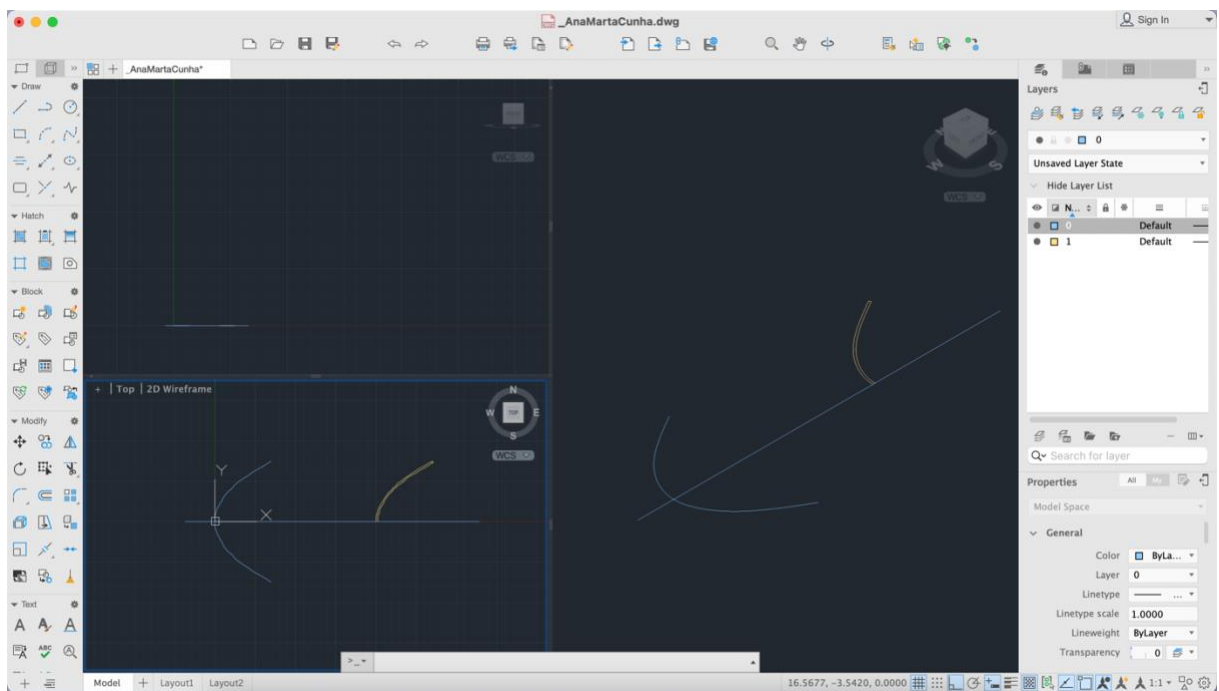 _AnaMartaCunha.dwg
Sign In
_AnaMartaCunha*
Draw
Hatch
Block
Modify
Text
WCS
WCS
W
S
+ | Top | 2D Wireframe
N
W
TOP
E
S
WCS
Y
X
>_
Model
Layout1
Layout2
16.5677, -3.5420, 0.0000
1:1
Layers
0
Unsaved Layer State
Hide Layer List
N...
0 Default
1 Default
Search for layer
Properties
All
Model Space
General
Color ByLa...
Layer 0
Linetype ...
Linetype scale 1.0000
Lineweight ByLayer
Transparency 0